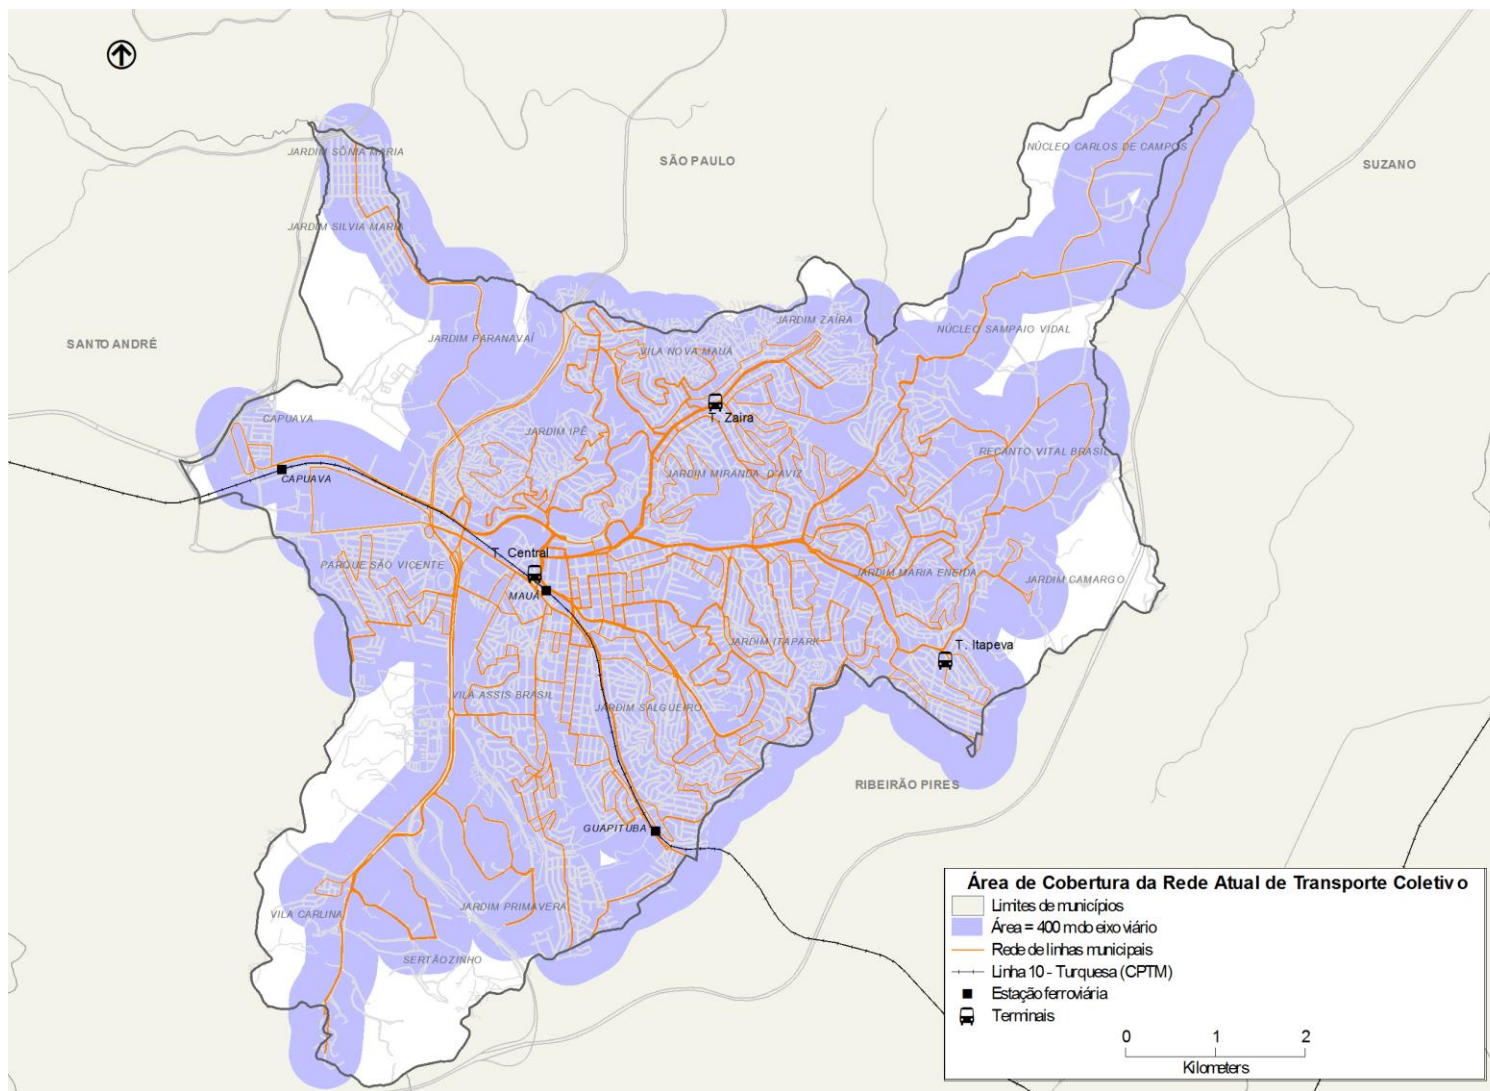 JARDIM SÔNIA MARIA
SÃO PAULO
NÚCLEO CARLOS DE CAMPOS
SUZANO
JARDIM SILVIA MARIA
SANTO ANDRÉ
JARDIM PARANAVAÍ
JARDIM ZAÍRA
NÚCLEO SAMPAIO VIDAL
VILA NOVA MAUÁ
CAPUAVA
T. Zaira
JARDIM IPÊ
RECANTO VITAL BRASIL
CAPUAVA
JARDIM MIRANDA D'AVIZ
T. Central
PARQUE SÃO VICENTE
JARDIM MARIA ENEIDA
JARDIM CAMARGO
MAUÁ
JARDIM ITAPARK
T. Itapeva
VILA ASSIS BRASIL
JARDIM SALGUEIRO
RIBEIRÃO PIRES
GUAPITUBA
VILA CARLINA
JARDIM PRIMAVERA
SERTÃOZINHO
Área de Cobertura da Rede Atual de Transporte Coletivo
Limites de municípios
Área = 400 m do eixo viário
Rede de linhas municipais
Linha 10 - Turquesa (CPTM)
Estação ferroviária
Terminais
0 1 2
Kilometers